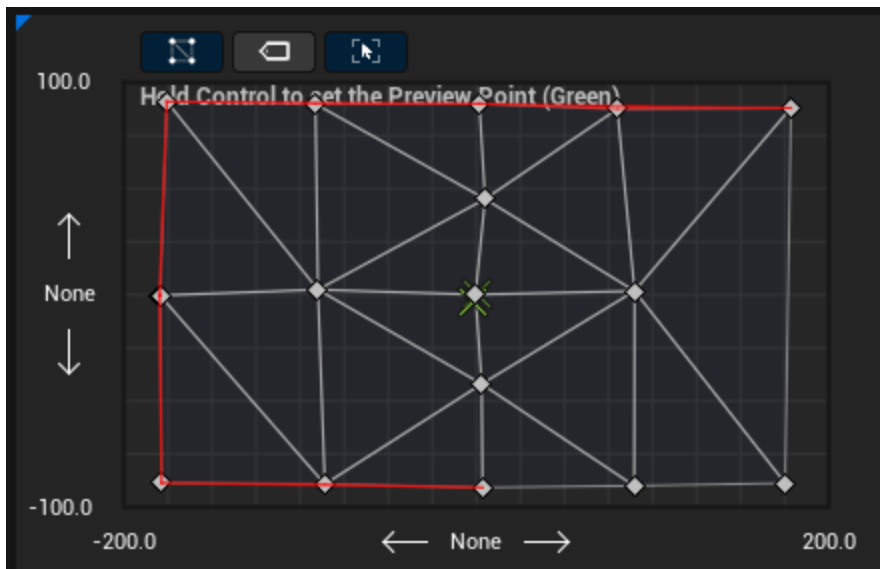 100.0
Hold Control to set the Preview Point (Green)
None
-100.0
-200.0
None
200.0